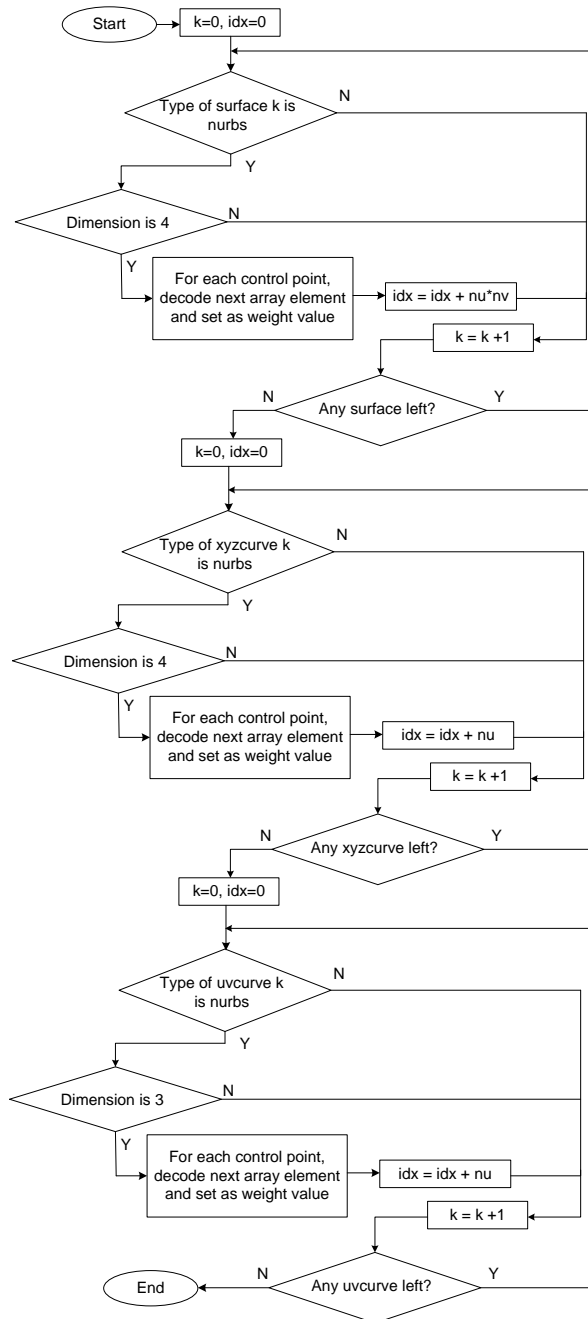 Start
k=0, idx=0
Type of surface k is
nurbs
N
Y
Dimension is 4
N
Y
For each control point,
decode next array element
and set as weight value
idx = idx + nu*nv
k = k +1
N
Any surface left?
Y
k=0, idx=0
Type of xyzcurve k
is nurbs
N
Y
Dimension is 4
N
Y
For each control point,
decode next array element
and set as weight value
idx = idx + nu
k = k +1
N
Any xyzcurve left?
Y
k=0, idx=0
Type of uvcurve k
is nurbs
N
Y
Dimension is 3
N
Y
For each control point,
decode next array element
and set as weight value
idx = idx + nu
k = k +1
End
N
Any uvcurve left?
Y